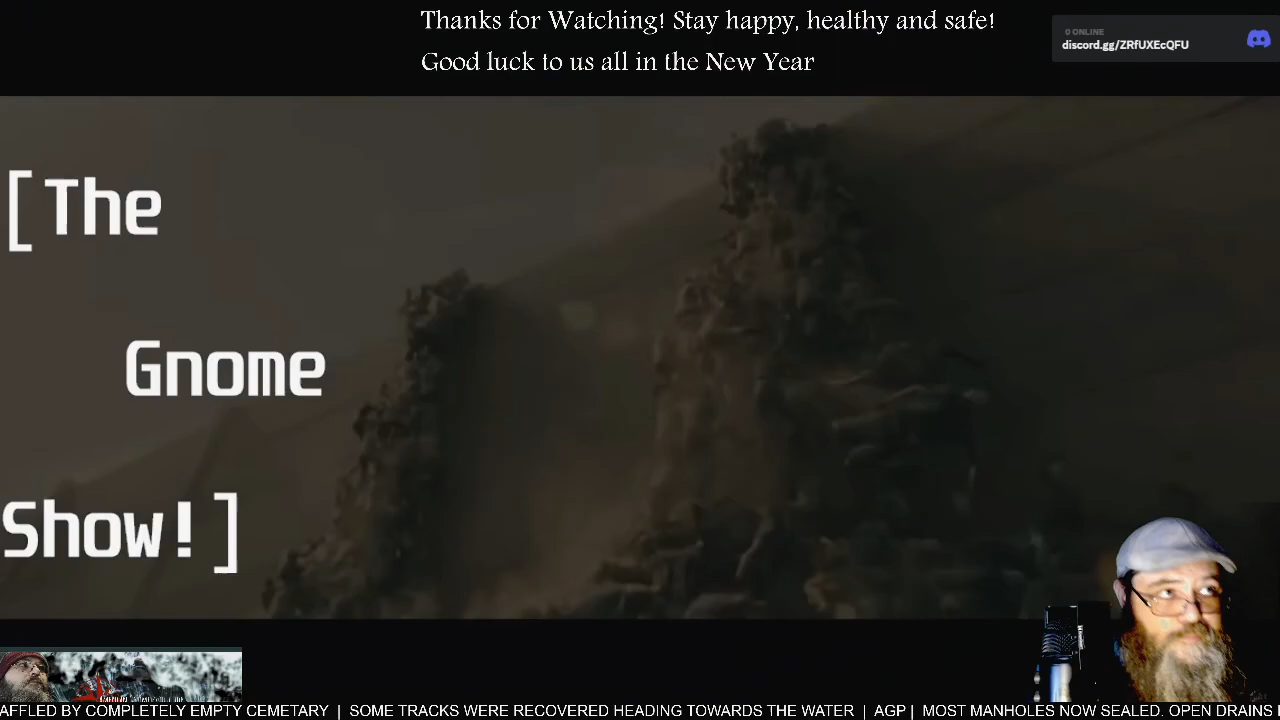 Thanks for Watching! Stay happy, healthy and safe!
Good luck to us all in the New Year
0 ONLINE
discord.gg/ZRfUXEcQFU
[The
Gnome
Show!]
AFFLED BY COMPLETELY EMPTY CEMETARY | SOME TRACKS WERE RECOVERED HEADING TOWARDS THE WATER | AGP | MOST MANHOLES NOW SEALED OPEN DRAINS